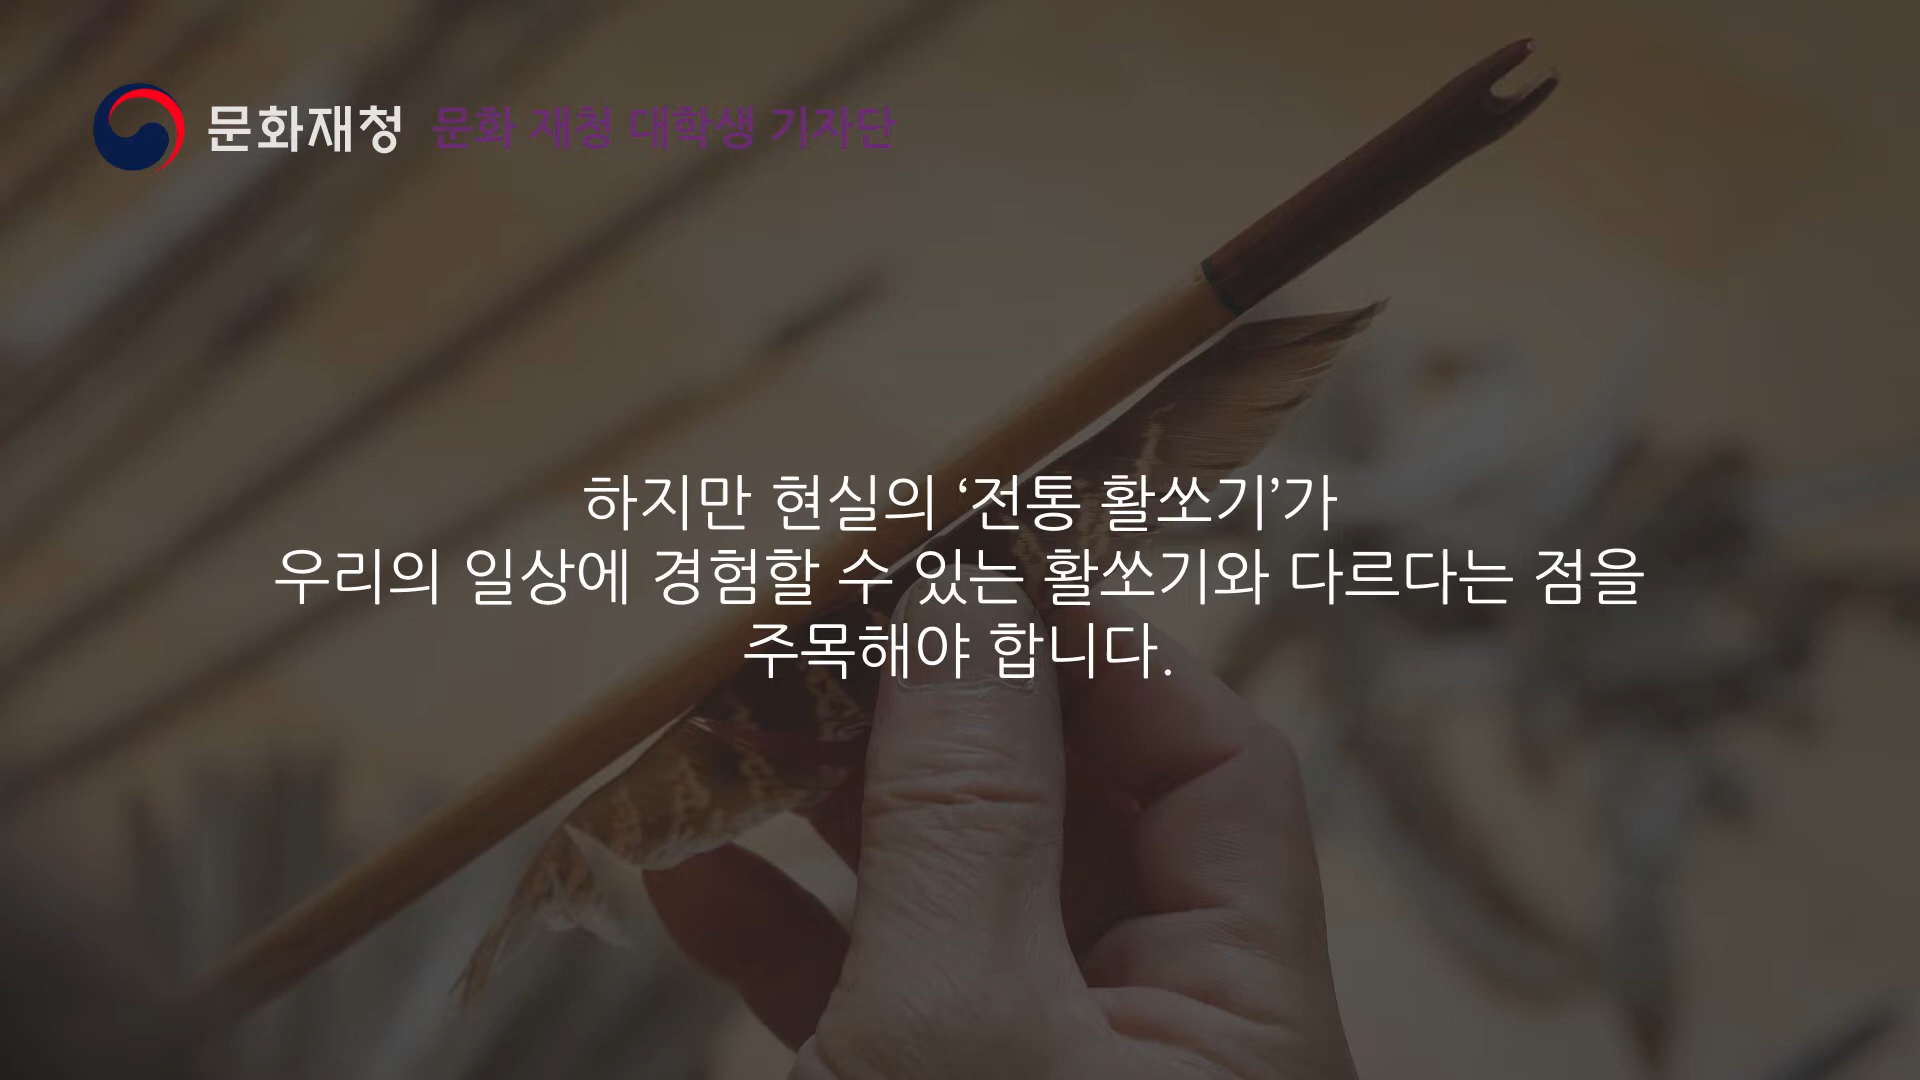 문화재청 문화 재청 대학생 기자단
하지만 현실의 ‘전통 활쏘기’가
우리의 일상에 경험할 수 있는 활쏘기와 다르다는 점을
주목해야 합니다.